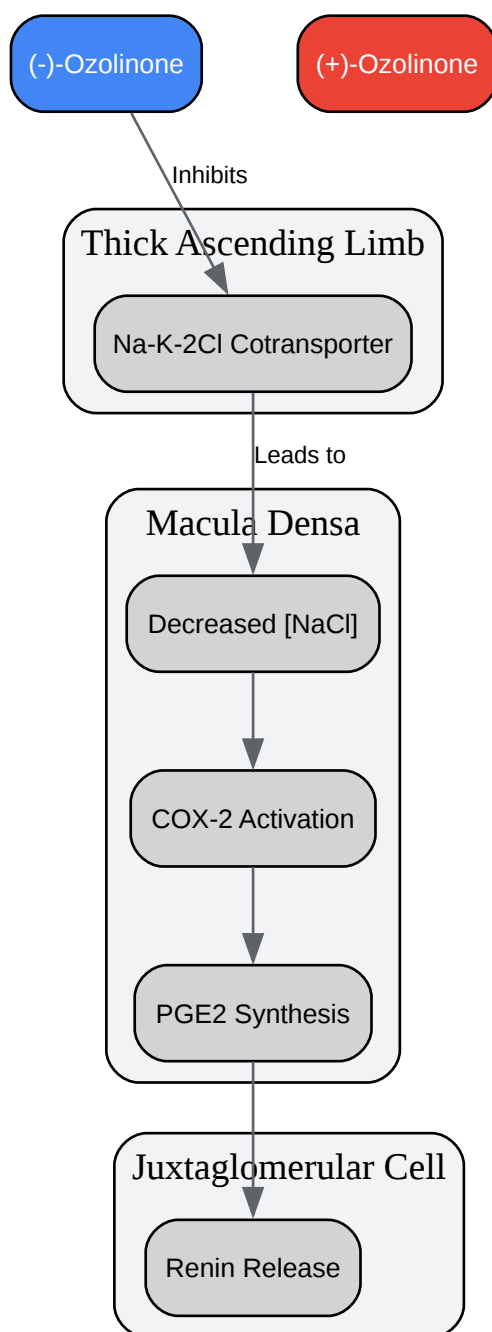 (-)-Ozolinone
(+)-Ozolinone
Inhibits
Thick Ascending Limb
Na-K-2Cl Cotransporter
Leads to
Macula Densa
Decreased [NaCl]
COX-2 Activation
PGE2 Synthesis
Juxtaglomerular Cell
Renin Release